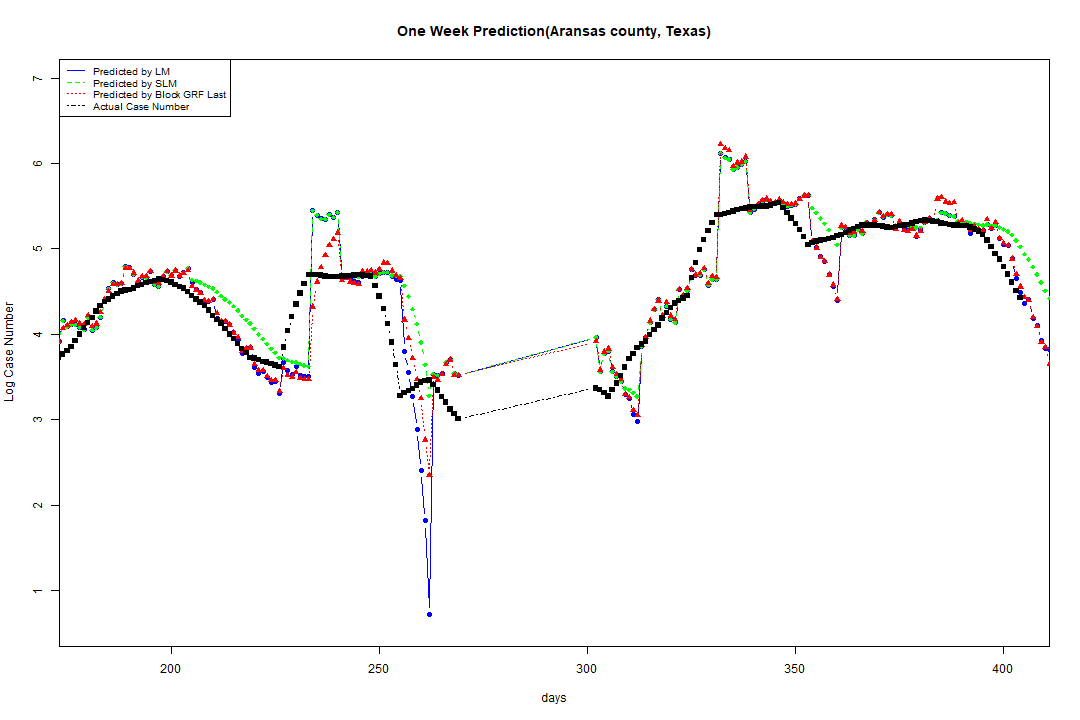 One Week Prediction(Aransas county, Texas)
Predicted by LM
Predicted by SLM
Predicted by Block GRF Last
Actual Case Number
7
6
5
4
3
2
1
Log Case Number
200
250
300
350
400
days